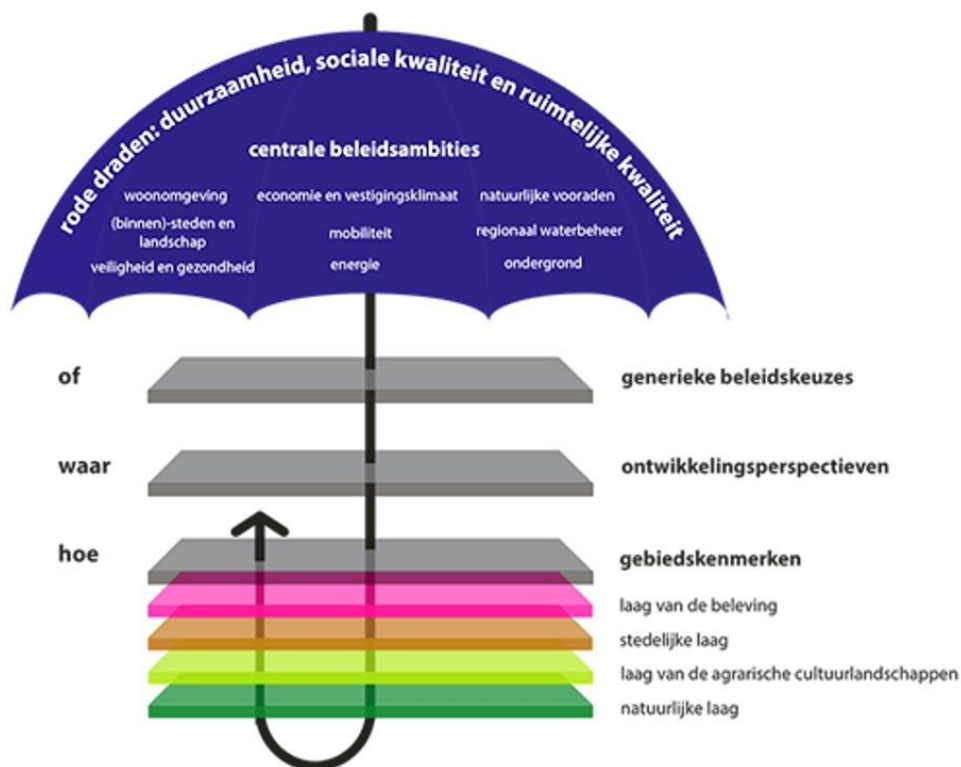 rode draden: duurzaamheid, sociale kwaliteit en ruimtelijke kwaliteit
centrale beleidsambities
woonomgeving
(binnen)-steden en
landschap
veiligheid en gezondheid
economie en vestigingsklimaat
mobiliteit
energie
natuurlijke vooraden
regionaal waterbeheer
ondergrond
of
generieke beleidskeuzes
waar
ontwikkelingsperspectieven
hoe
gebiedskenmerken
laag van de beleving
stedelijke laag
laag van de agrarische cultuurlandschappen
natuurlijke laag